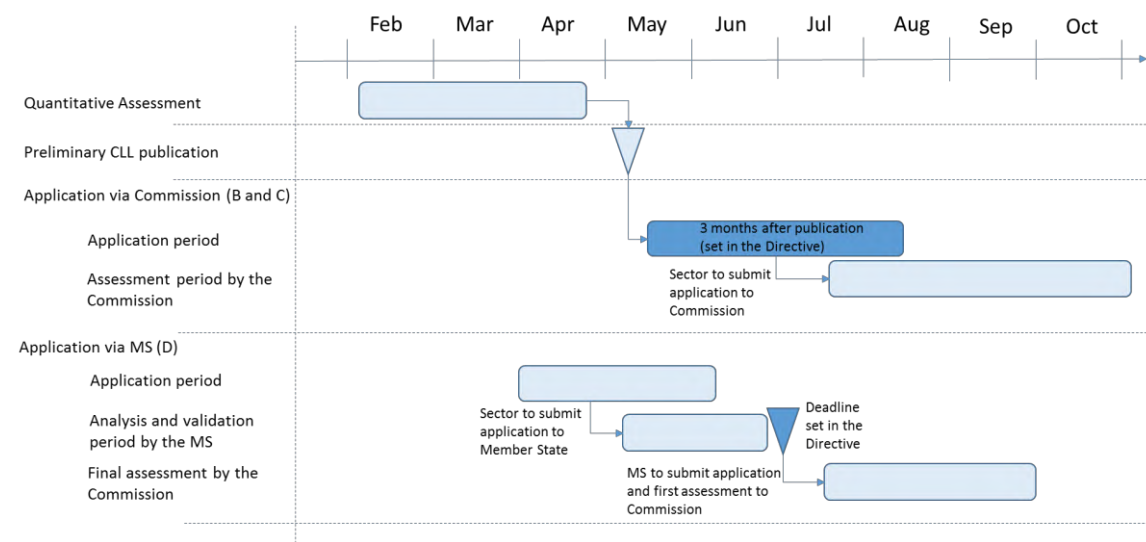 Feb Mar Apr May Jun Jul Aug Sep Oct
Quantitative Assessment
Preliminary CLL publication
Application via Commission (B and C)
Application period
3 months after publication
(set in the Directive)
Assessment period by the
Commission
Sector to submit
application to
Commission
Application via MS (D)
Application period
Analysis and validation
period by the MS
Sector to submit
application to
Member State
Deadline
set in the
Directive
Final assessment by the
Commission
MS to submit application
and first assessment to
Commission